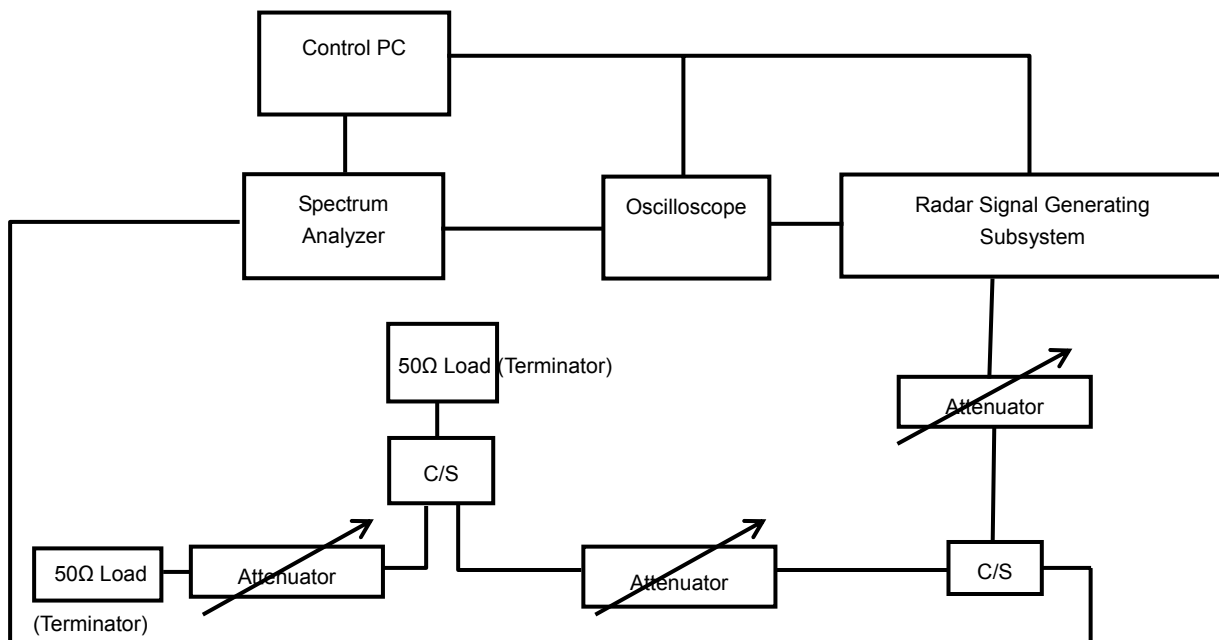 Control PC
Spectrum
Analyzer
Oscilloscope
Radar Signal Generating
Subsystem
50Ω Load (Terminator)
Attenuator
C/S
50Ω Load
(Terminator)
Attenuator
Attenuator
C/S